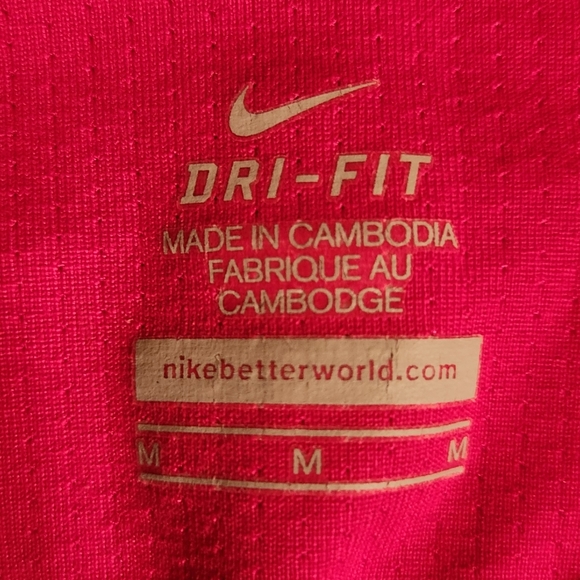 DRI-FIT
MADE IN CAMBODIA
FABRIQUE AU
CAMBODGE
nikebetterworld.com
M M M